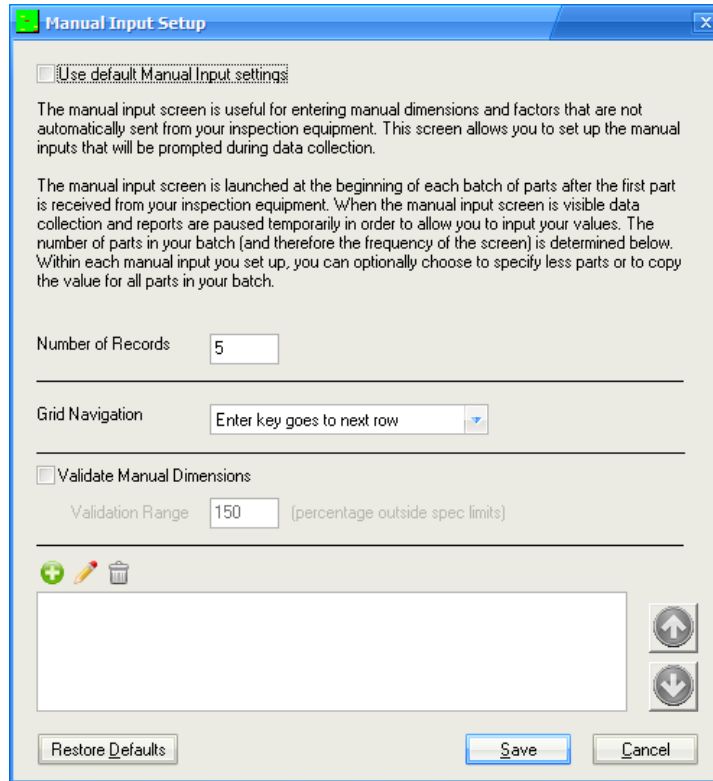 Manual Input Setup
Use default Manual Input settings
The manual input screen is useful for entering manual dimensions and factors that are not
automatically sent from your inspection equipment. This screen allows you to set up the manual
inputs that will be prompted during data collection.
The manual input screen is launched at the beginning of each batch of parts after the first part
is received from your inspection equipment. When the manual input screen is visible data
collection and reports are paused temporarily in order to allow you to input your values. The
number of parts in your batch (and therefore the frequency of the screen) is determined below.
Within each manual input you set up, you can optionally choose to specify less parts or to copy
the value for all parts in your batch.
Number of Records 5
Grid Navigation Enter key goes to next row
Validate Manual Dimensions
Validation Range 150 (percentage outside spec limits)
Restore Defaults Save Cancel